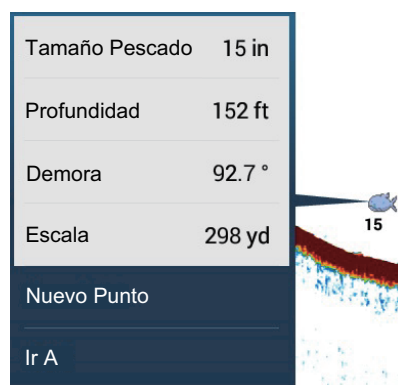 Tamaño Pescado 15 in
Profundidad 152 ft
Demora 92.7 °
Escala 298 yd
15
Nuevo Punto
Ir A